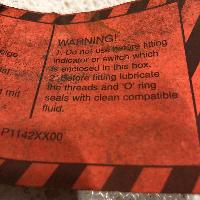 WARNING!
1. Do not use before fitting
indicator or switch which
is enclosed in this box.
2. Before fitting lubricate
the threads and 'O' ring
seals with clean compatible
fluid.
P1142XX00